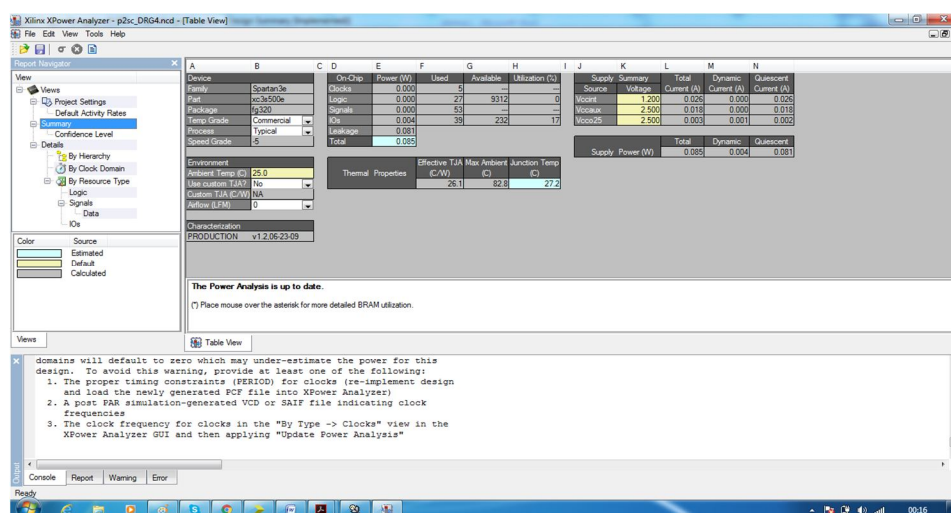 Xilinx XPower Analyzer - p2sc_DRG4.ncd - [Table View]
File Edit View Tools Help
Report Navigator
View
Views
Project Settings
Default Activity Rates
Summary
Confidence Level
Details
By Hierarchy
By Clock Domain
By Resource Type
Logic
Signals
Data
IOs
Color Source
Estimated
Default
Calculated
Views
A B C D E F G H I J K L M N
Device
Family Spartan3e
Part xc3s500e
Package fg320
Temp Grade Commercial
Process Typical
Speed Grade -5
Environment
Ambient Temp (C) 25.0
Use custom TJA? No
Custom TJA (C/W) NA
Airflow (LFM) 0
Characterization
PRODUCTION v1.2,06-23-09
On-Chip Power (W) Used Available Utilization (%)
Clocks 0.000 5 --- ---
Logic 0.000 27 9312 0
Signals 0.000 53 --- ---
IOs 0.004 39 232 17
Leakage 0.081
Total 0.085
Effective TJA Max Ambient Junction Temp
Thermal Properties (C/W) (C) (C)
26.1 82.8 27.2
Supply Summary Total Dynamic Quiescent
Source Voltage Current (A) Current (A) Current (A)
Vccint 1.200 0.026 0.000 0.026
Vccaux 2.500 0.018 0.000 0.018
Vcco25 2.500 0.003 0.001 0.002
Total Dynamic Quiescent
Supply Power (W) 0.085 0.004 0.081
The Power Analysis is up to date.
(*) Place mouse over the asterisk for more detailed BRAM utilization.
Table View
domains will default to zero which may under-estimate the power for this
design. To avoid this warning, provide at least one of the following:
1. The proper timing constraints (PERIOD) for clocks (re-implement design
and load the newly generated PCF file into XPower Analyzer)
2. A post PAR simulation-generated VCD or SAIF file indicating clock
frequencies
3. The clock frequency for clocks in the "By Type -> Clocks" view in the
XPower Analyzer GUI and then applying "Update Power Analysis"
Output
Console Report Warning Error
Ready
00:16